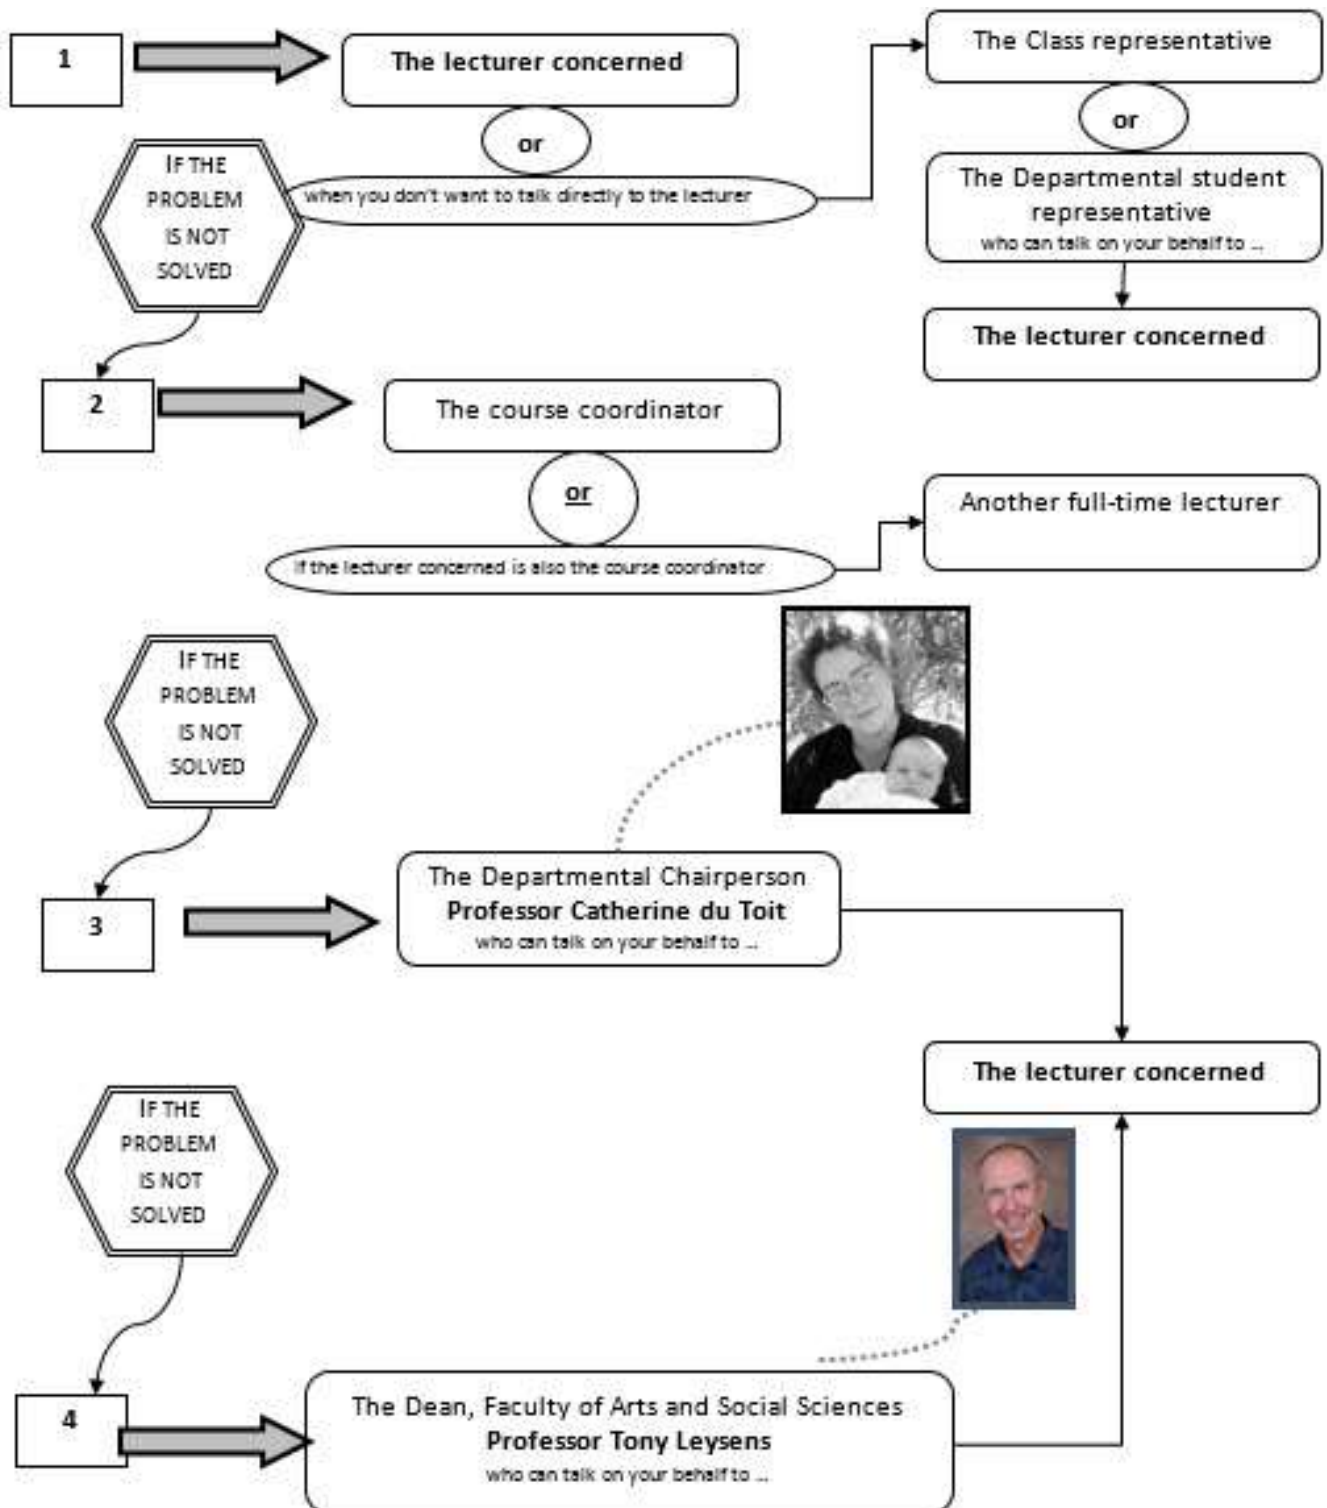 1
The lecturer concerned
or
when you don't want to talk directly to the lecturer
The Class representative
or
The Departmental student
representative
who can talk on your behalf to ...
The lecturer concerned
IF THE
PROBLEM
IS NOT
SOLVED
2
The course coordinator
or
If the lecturer concerned is also the course coordinator
Another full-time lecturer
IF THE
PROBLEM
IS NOT
SOLVED
3
The Departmental Chairperson
Professor Catherine du Toit
who can talk on your behalf to ...
The lecturer concerned
IF THE
PROBLEM
IS NOT
SOLVED
4
The Dean, Faculty of Arts and Social Sciences
Professor Tony Leysens
who can talk on your behalf to ...